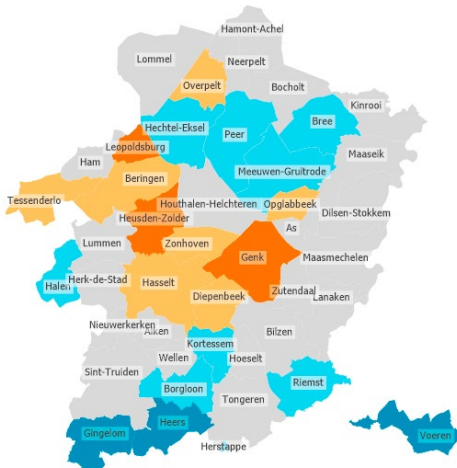 Hamont-Achel
Lommel
Neerpelt
Overpelt
Bocholt
Kinrooi
Hechtel-Eksel
Peer
Bree
Leopoldsburg
Maaseik
Ham
Meeuwen-Gruitrode
Beringen
Tessenderlo
Houthalen-Helchteren
Opglabbeek
Dilsen-Stokkem
Heusden-Zolder
As
Lummen
Zonhoven
Genk
Maasmechelen
Halen
Herk-de-Stad
Hasselt
Zutendaal
Diepenbeek
Lanaken
Nieuwerkerken
Alken
Bilzen
Kortessem
Wellen
Hoeselt
Sint-Truiden
Riemst
Borgloon
Tongeren
Heers
Gingelom
Voeren
Herstappe